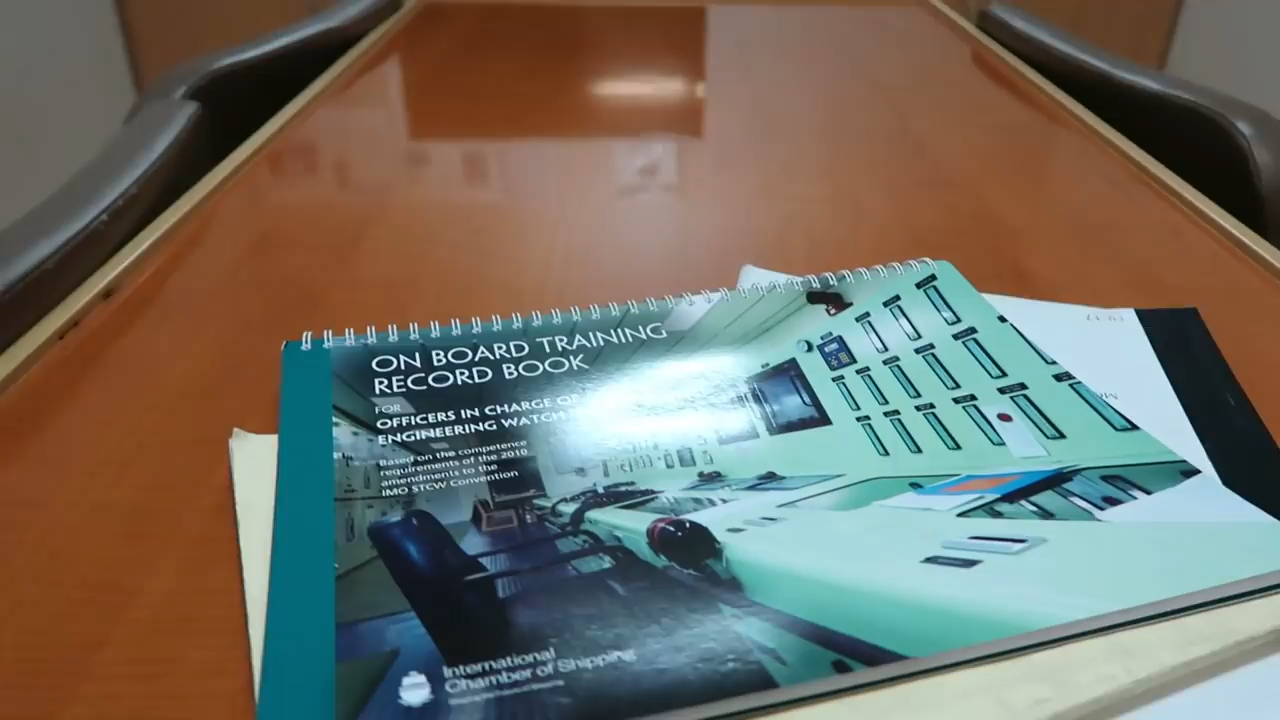 ON BOARD TRAINING
RECORD BOOK
FOR
OFFICERS IN CHARGE OF
ENGINEERING WATCH
Based on the competence
requirements of the 2010
amendments to the
IMO STCW Convention
International
Chamber of Shipping